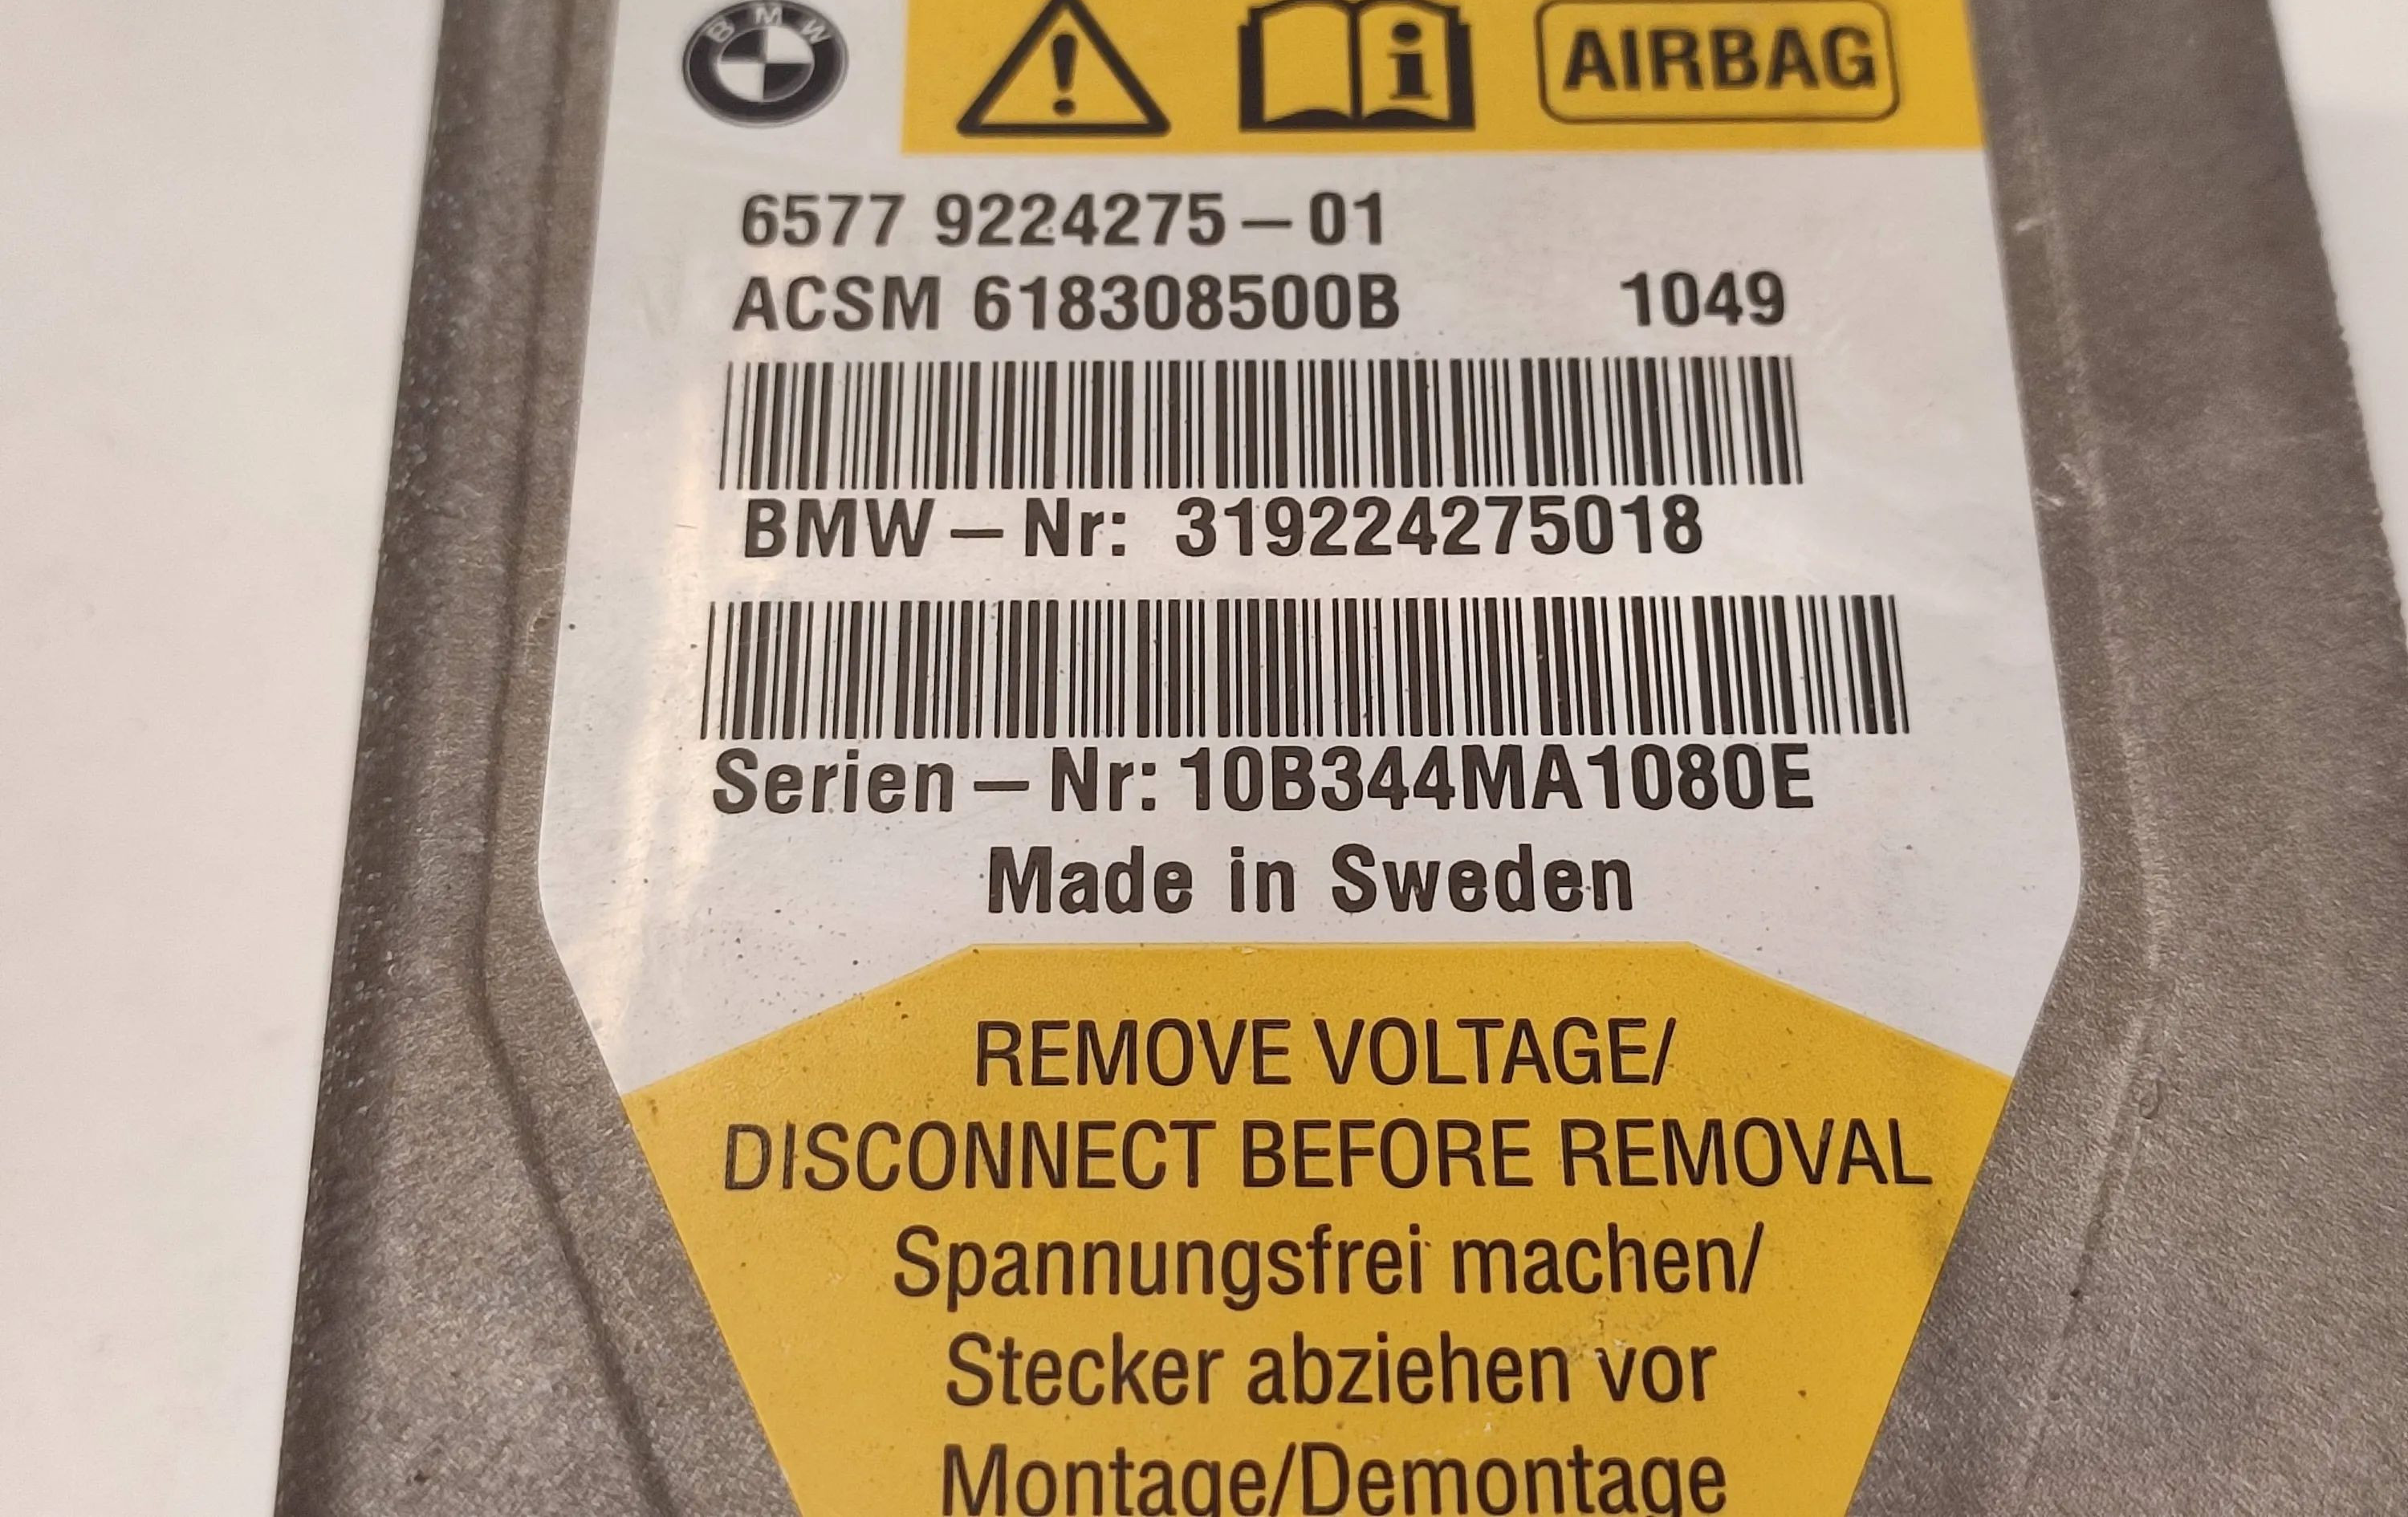 BMW
AIRBAG
6577 9224275-01
ACSM 618308500B 1049
BMW-Nr: 319224275018
Serien-Nr: 10B344MA1080E
Made in Sweden
REMOVE VOLTAGE/
DISCONNECT BEFORE REMOVAL
Spannungsfrei machen/
Stecker abziehen vor
Montage/Demontage